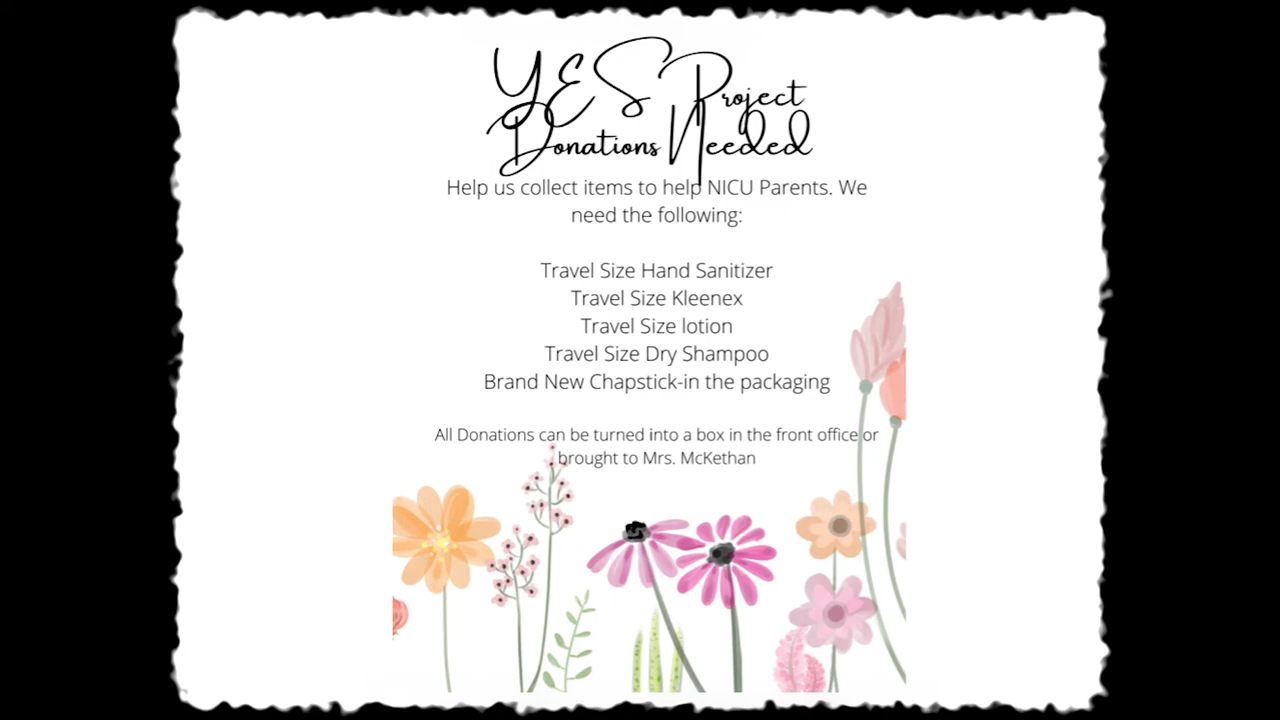 YES Project
Donations Needed
Help us collect items to help NICU Parents. We
need the following:
Travel Size Hand Sanitizer
Travel Size Kleenex
Travel Size lotion
Travel Size Dry Shampoo
Brand New Chapstick-in the packaging
All Donations can be turned into a box in the front office or
brought to Mrs. McKethan